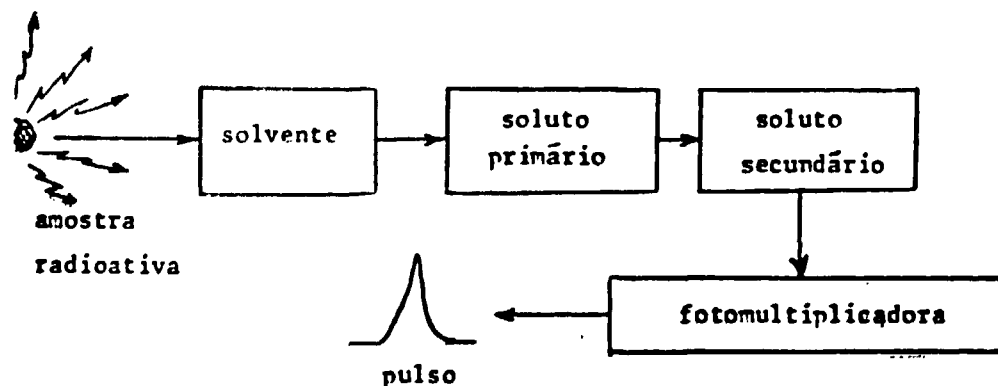 solvente
soluto
primário
soluto
secundário
amostra
radioativa
fotomultiplicadora
pulso